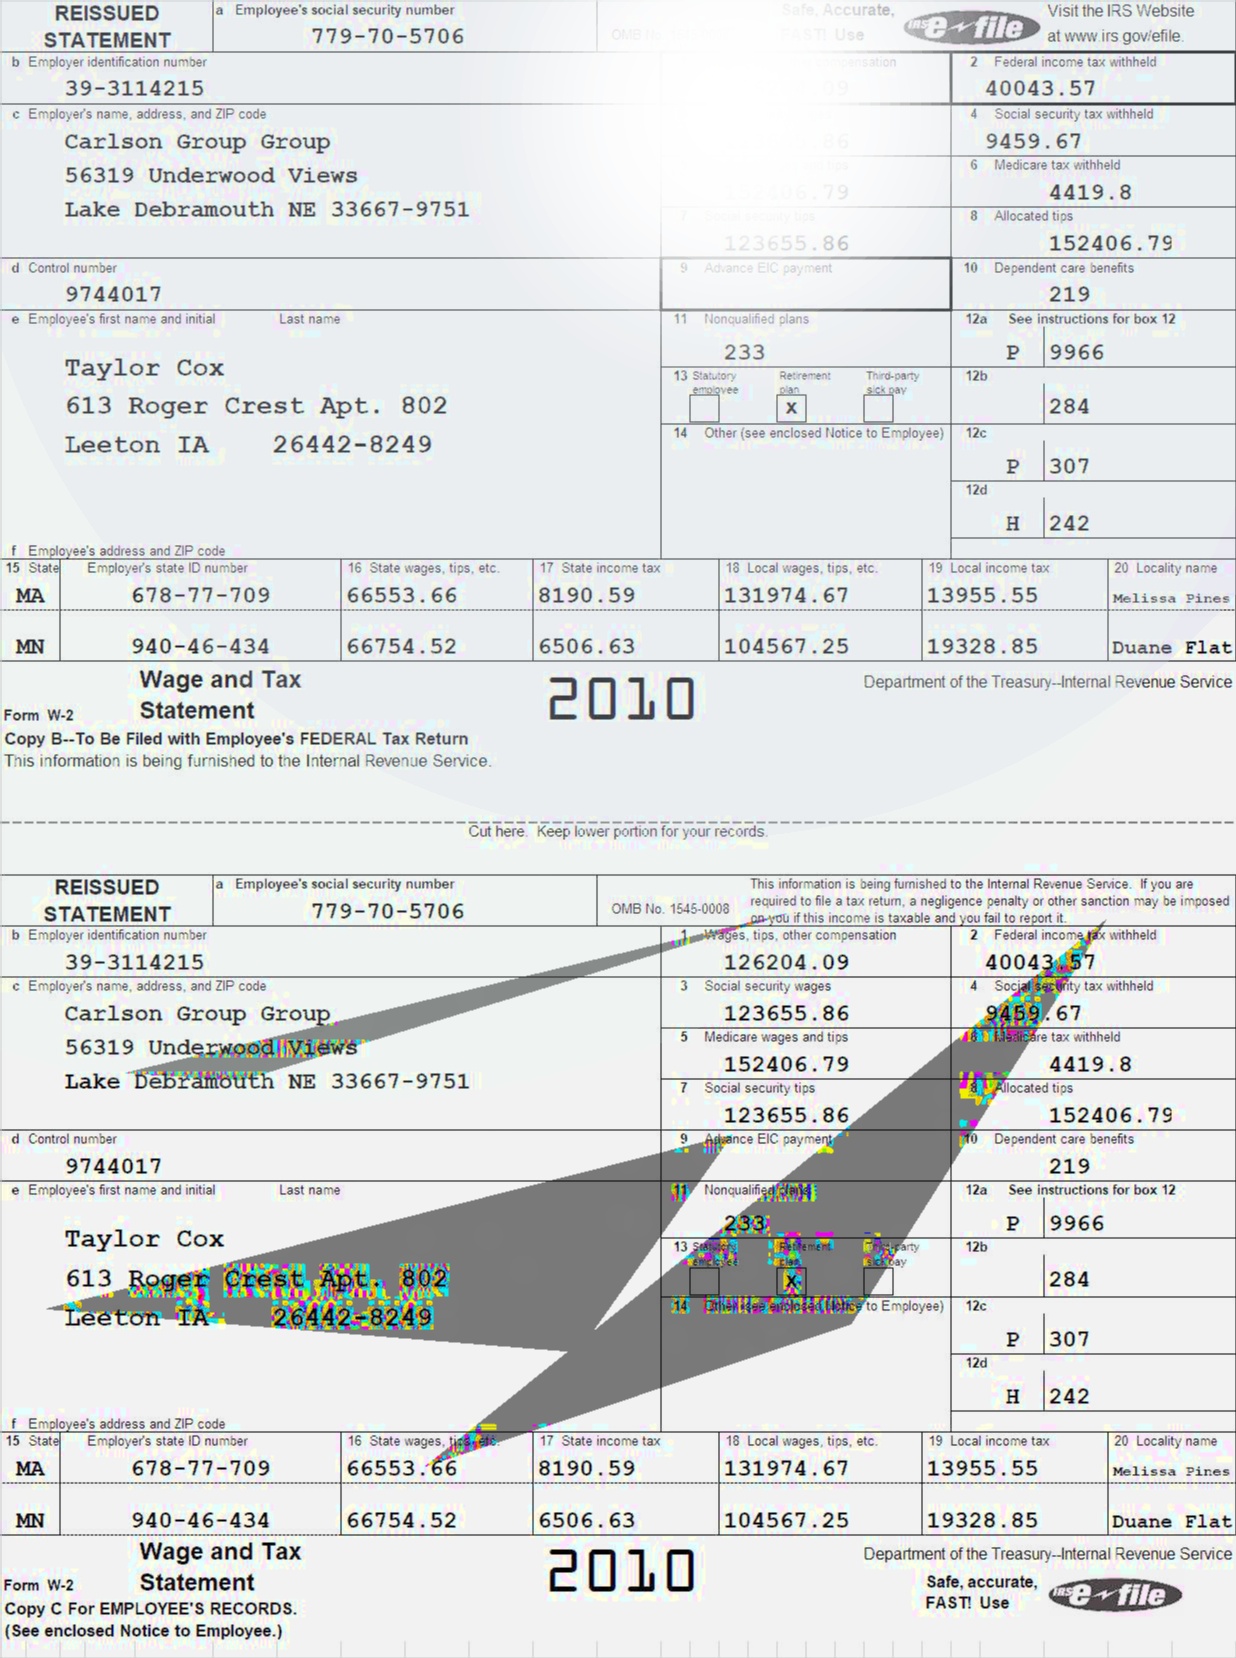 REISSUED STATEMENT
a Employee's social security number
779-70-5706
Safe, Accurate,
FAST! Use
IRS e-file
Visit the IRS Website
at www.irs gov/efile.
b Employer identification number
39-3114215
2 Federal income tax withheld
40043.57
c Employer's name, address, and ZIP code
Carlson Group Group
56319 Underwood Views
Lake Debramouth NE 33667-9751
4 Social security tax withheld
9459.67
6 Medicare tax withheld
4419.8
7 Social security tips
123655.86
8 Allocated tips
152406.79
d Control number
9744017
9 Advance EIC payment
10 Dependent care benefits
219
e Employee's first name and initial Last name
Taylor Cox
613 Roger Crest Apt. 802
Leeton IA 26442-8249
11 Nonqualified plans
233
12a See instructions for box 12
P 9966
13 Statutory employee Retirement plan Third-party sick pay
X
12b
284
14 Other (see enclosed Notice to Employee)
12c
P 307
12d
H 242
f Employee's address and ZIP code
15 State Employer's state ID number 16 State wages, tips, etc. 17 State income tax 18 Local wages, tips, etc. 19 Local income tax 20 Locality name
MA 678-77-709 66553.66 8190.59 131974.67 13955.55 Melissa Pines
MN 940-46-434 66754.52 6506.63 104567.25 19328.85 Duane Flat
Form W-2 Wage and Tax Statement 2010 Department of the Treasury--Internal Revenue Service
Copy B--To Be Filed with Employee's FEDERAL Tax Return
This information is being furnished to the Internal Revenue Service.
Cut here. Keep lower portion for your records.
REISSUED STATEMENT
a Employee's social security number
779-70-5706
OMB No. 1545-0008
This information is being furnished to the Internal Revenue Service. If you are
required to file a tax return, a negligence penalty or other sanction may be imposed
on you if this income is taxable and you fail to report it.
b Employer identification number
39-3114215
1 Wages, tips, other compensation
126204.09
2 Federal income tax withheld
40043.57
c Employer's name, address, and ZIP code
Carlson Group Group
56319 Underwood Views
Lake Debramouth NE 33667-9751
3 Social security wages
123655.86
4 Social security tax withheld
9459.67
5 Medicare wages and tips
152406.79
6 Medicare tax withheld
4419.8
7 Social security tips
123655.86
8 Allocated tips
152406.79
d Control number
9744017
9 Advance EIC payment
10 Dependent care benefits
219
e Employee's first name and initial Last name
Taylor Cox
613 Roger Crest Apt. 802
Leeton IA 26442-8249
11 Nonqualified plans
233
12a See instructions for box 12
P 9966
13 Statutory employee Retirement plan Third-party sick pay
X
12b
284
14 Other (see enclosed Notice to Employee)
12c
P 307
12d
H 242
f Employee's address and ZIP code
15 State Employer's state ID number 16 State wages, tips, etc. 17 State income tax 18 Local wages, tips, etc. 19 Local income tax 20 Locality name
MA 678-77-709 66553.66 8190.59 131974.67 13955.55 Melissa Pines
MN 940-46-434 66754.52 6506.63 104567.25 19328.85 Duane Flat
Form W-2 Wage and Tax Statement 2010 Department of the Treasury--Internal Revenue Service
Copy C For EMPLOYEE'S RECORDS.
(See enclosed Notice to Employee.)
Safe, accurate,
FAST! Use
IRS e-file